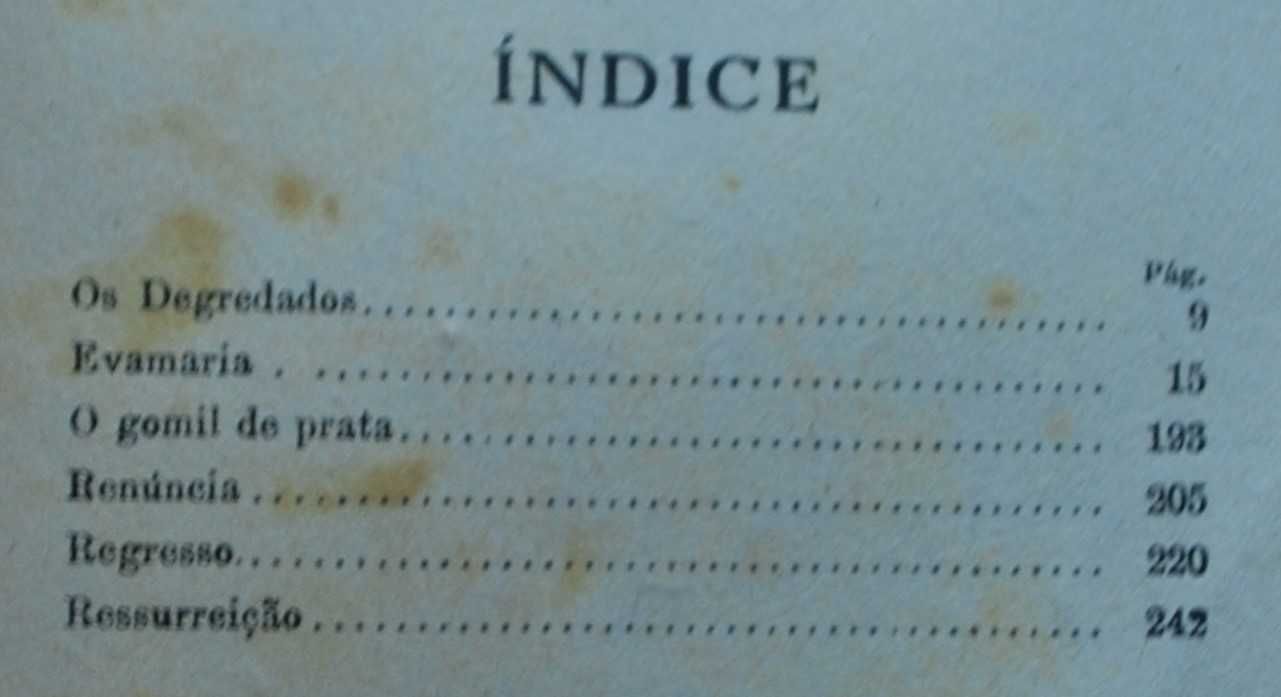 ÍNDICE
Pág.
Os Degredados........................................ 9
Evamaria . ........................................ 15
O gomil de prata.................................... 193
Renúncia .......................................... 205
Regresso........................................... 220
Ressurreição ...................................... 242